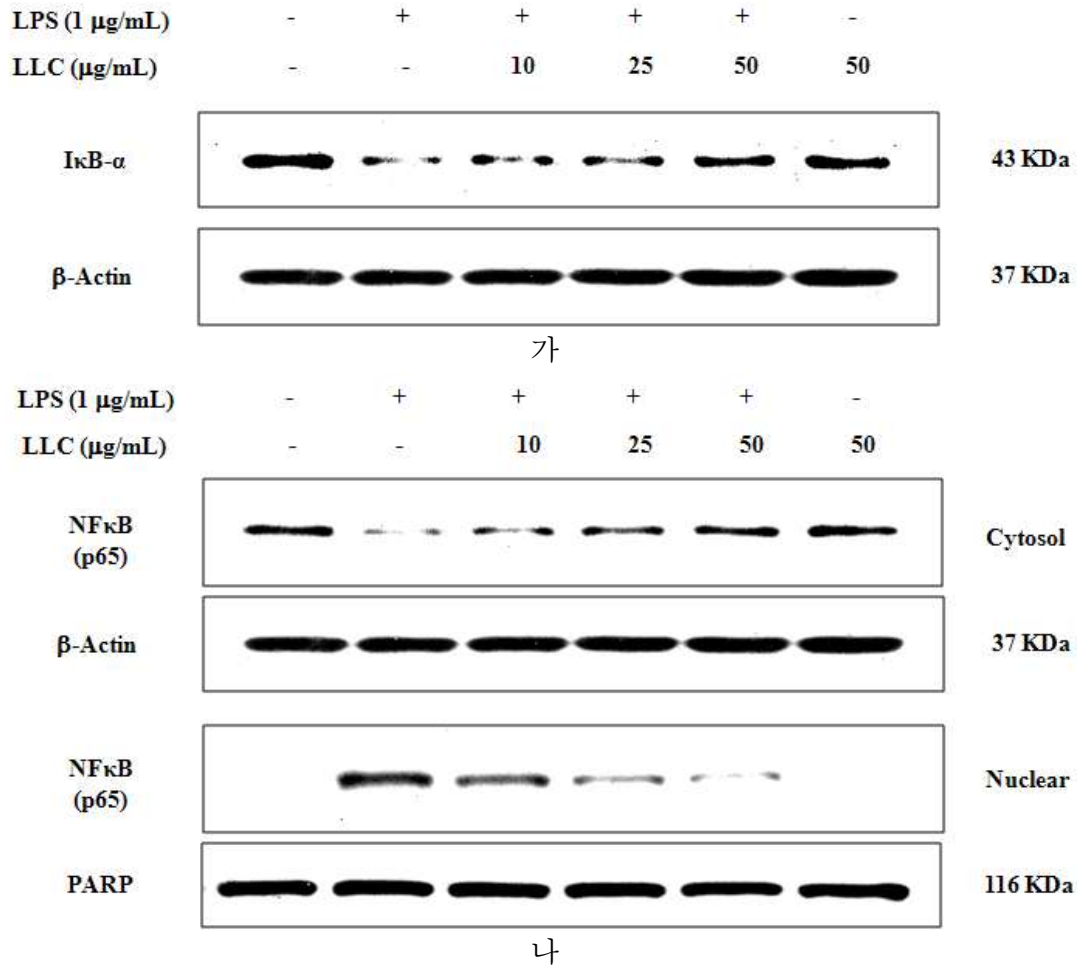 LPS (1 μg/mL) - + + + + -
LLC (μg/mL) - - 10 25 50 50
IκB-α 43 KDa
β-Actin 37 KDa
가
LPS (1 μg/mL) - + + + + -
LLC (μg/mL) - - 10 25 50 50
NFκB
(p65) Cytosol
β-Actin 37 KDa
NFκB
(p65) Nuclear
PARP 116 KDa
나